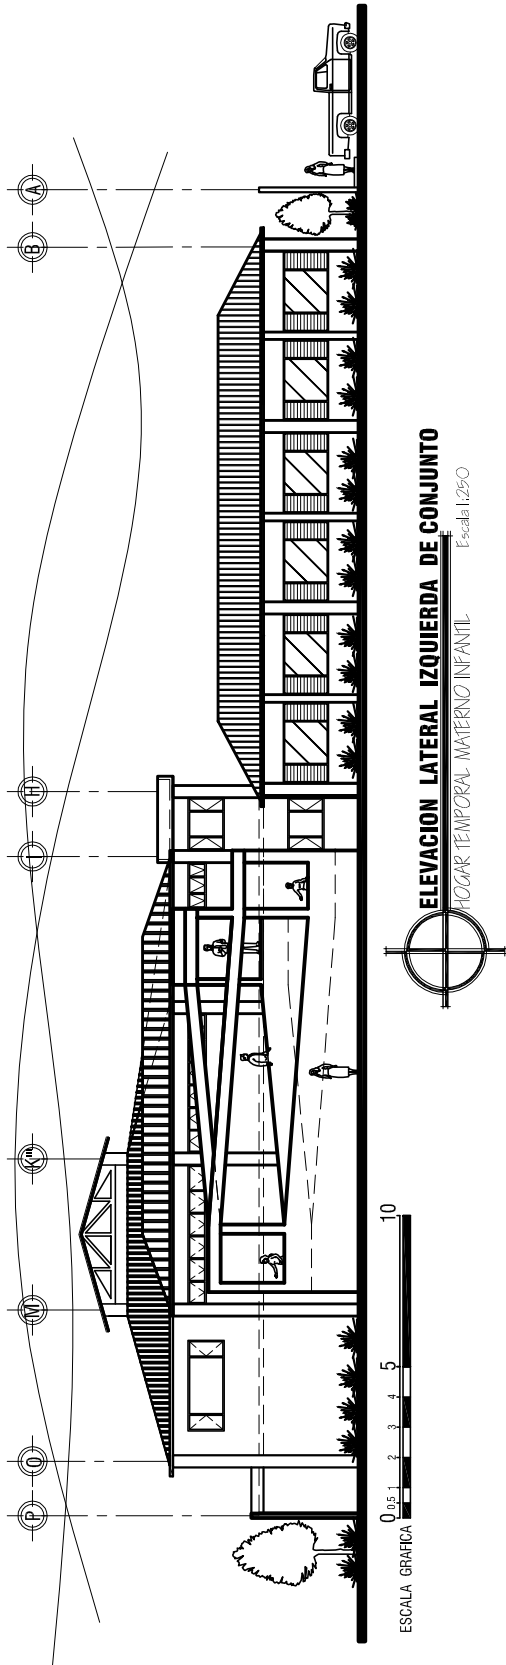 P O M K''' I H B A
ELEVACION LATERAL IZQUIERDA DE CONJUNTO
HOGAR TEMPORAL MATERNO INFANTIL Escala 1:250
0 0.5 1 2 3 4 5 10
ESCALA GRAFICA